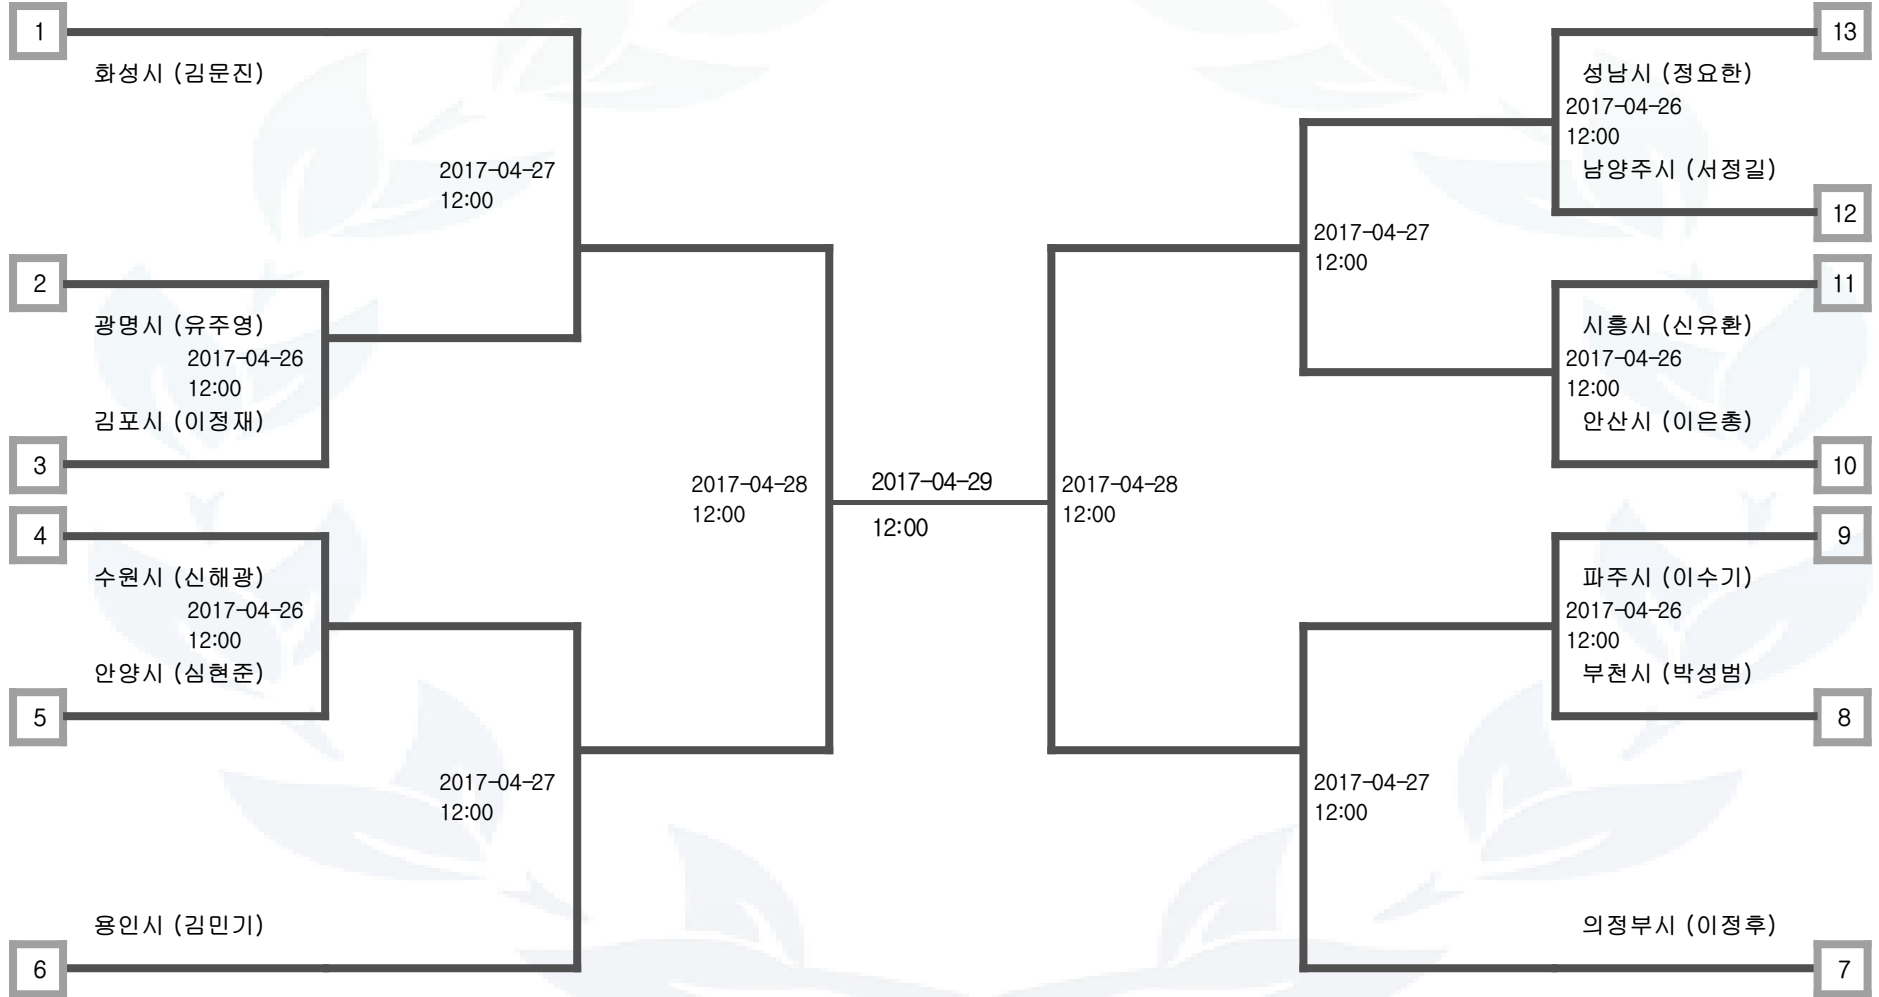 1
화성시 (김문진)
2017-04-27
12:00
2
광명시 (유주영)
2017-04-26
12:00
김포시 (이정재)
3
4
수원시 (신해광)
2017-04-26
12:00
안양시 (심현준)
5
2017-04-27
12:00
용인시 (김민기)
6
2017-04-28
12:00
2017-04-29
12:00
2017-04-28
12:00
13
성남시 (정요한)
2017-04-26
12:00
남양주시 (서정길)
12
2017-04-27
12:00
11
시흥시 (신유환)
2017-04-26
12:00
안산시 (이은총)
10
9
파주시 (이수기)
2017-04-26
12:00
부천시 (박성범)
8
2017-04-27
12:00
의정부시 (이정후)
7